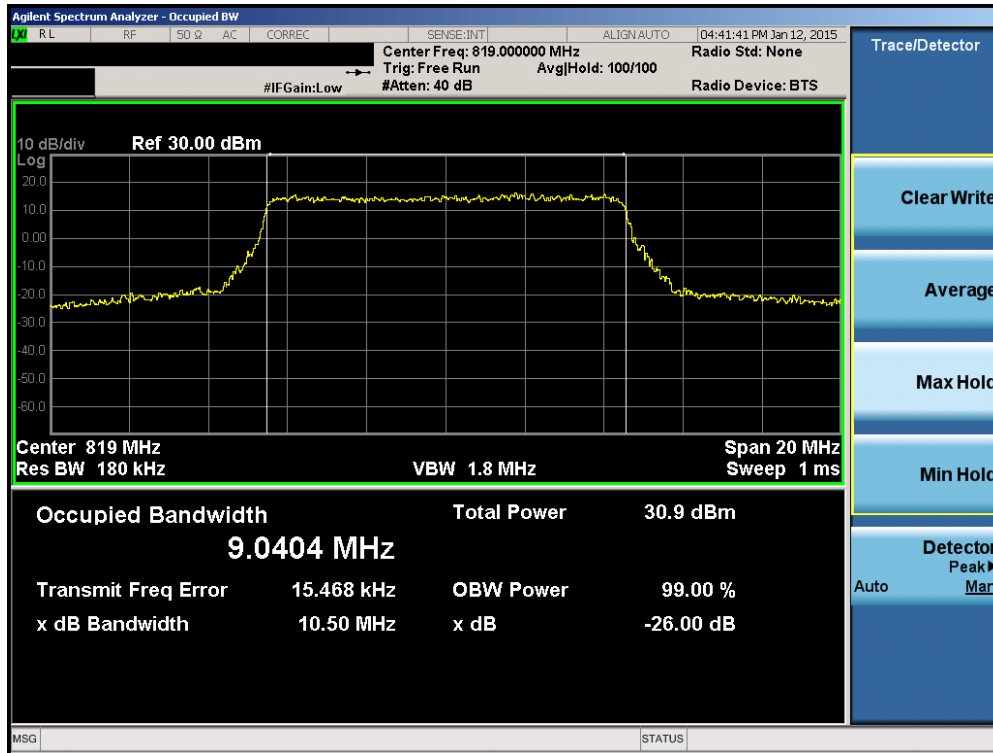 Agilent Spectrum Analyzer - Occupied BW
LXI RL RF 50 Ω AC CORREC SENSE:INT ALIGN AUTO 04:41:41 PM Jan 12, 2015
Center Freq: 819.000000 MHz Radio Std: None
Trig: Free Run Avg|Hold: 100/100
#IFGain:Low #Atten: 40 dB Radio Device: BTS
10 dB/div Ref 30.00 dBm
Log
20.0
10.0
0.00
-10.0
-20.0
-30.0
-40.0
-50.0
-60.0
Center 819 MHz Span 20 MHz
Res BW 180 kHz VBW 1.8 MHz Sweep 1 ms
Occupied Bandwidth Total Power 30.9 dBm
9.0404 MHz
Transmit Freq Error 15.468 kHz OBW Power 99.00 %
x dB Bandwidth 10.50 MHz x dB -26.00 dB
MSG STATUS
Trace/Detector
Clear Write
Average
Max Hold
Min Hold
Detector
Peak
Auto Man